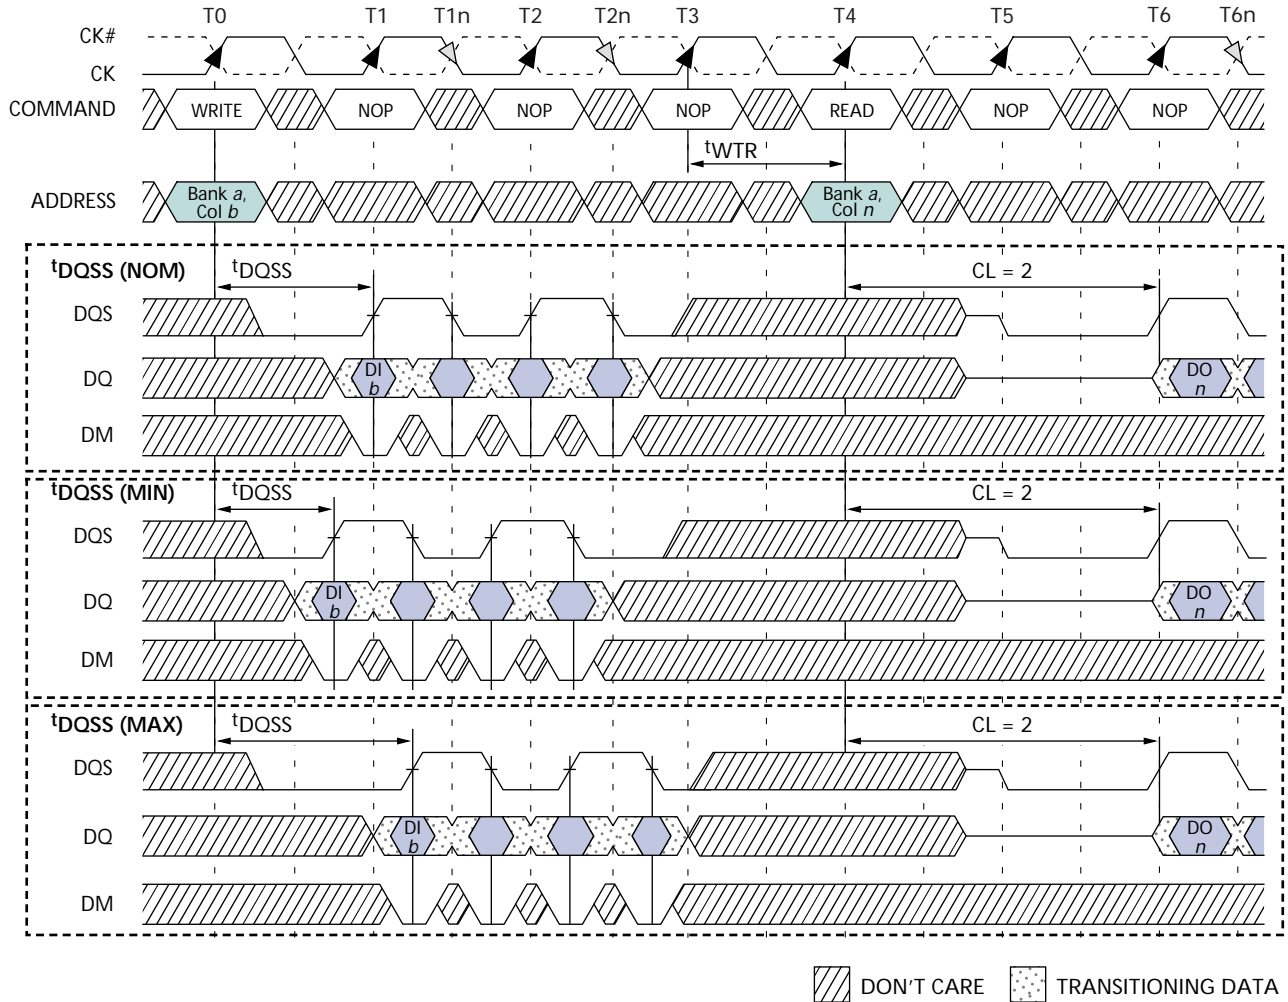 T0 T1 T1n T2 T2n T3 T4 T5 T6 T6n
CK#
CK
COMMAND WRITE NOP NOP NOP READ NOP NOP
tWTR
ADDRESS Bank a, Col b Bank a, Col n
tDQSS (NOM) tDQSS CL = 2
DQS
DQ DI b DO n
DM
tDQSS (MIN) tDQSS CL = 2
DQS
DQ DI b DO n
DM
tDQSS (MAX) tDQSS CL = 2
DQS
DQ DI b DO n
DM
DON'T CARE TRANSITIONING DATA